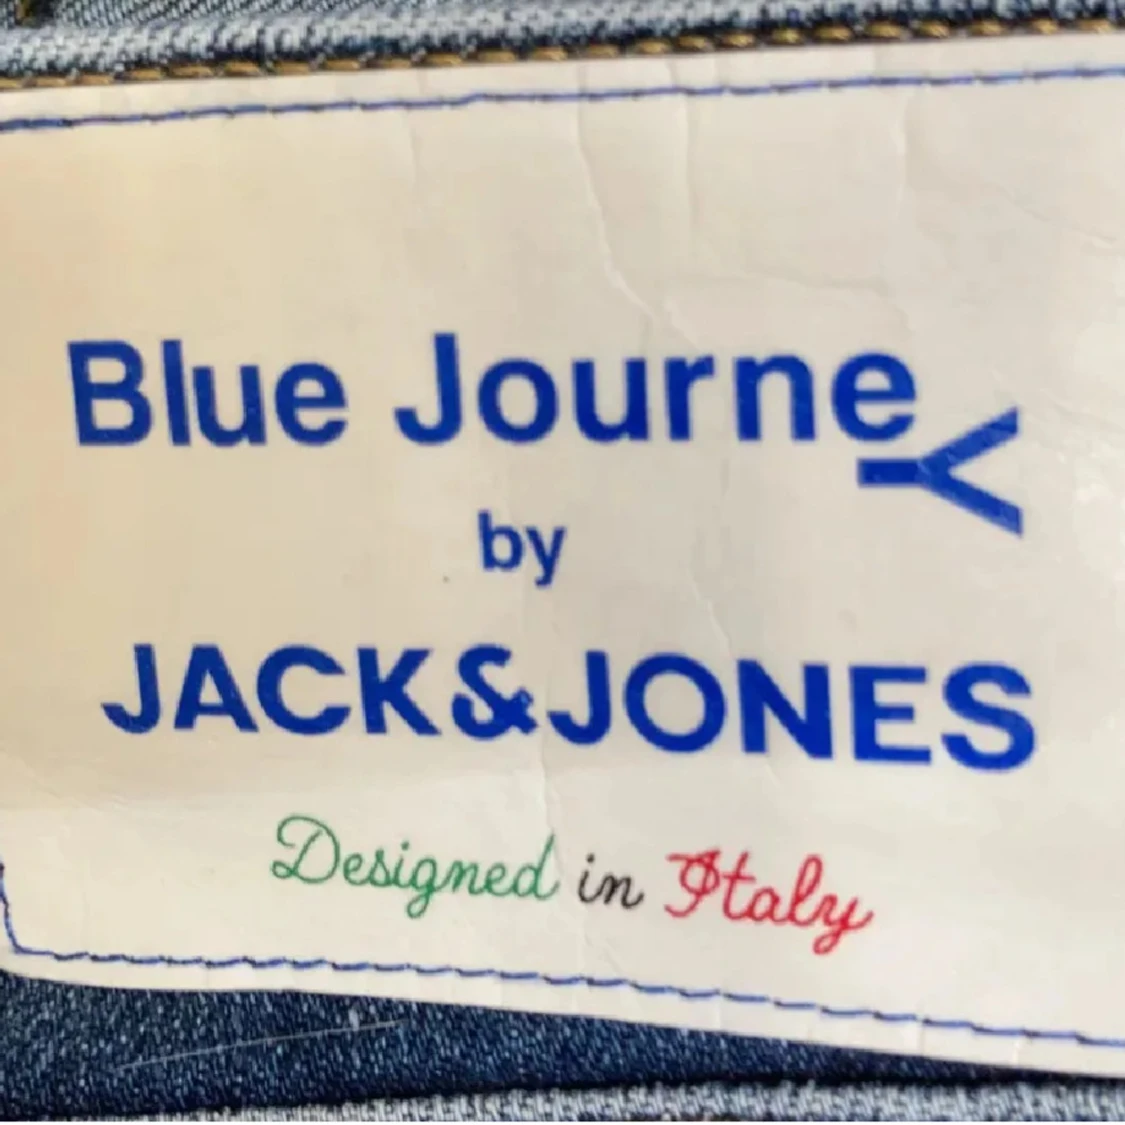 Blue JourneY
by
JACK&JONES
Designed in Italy